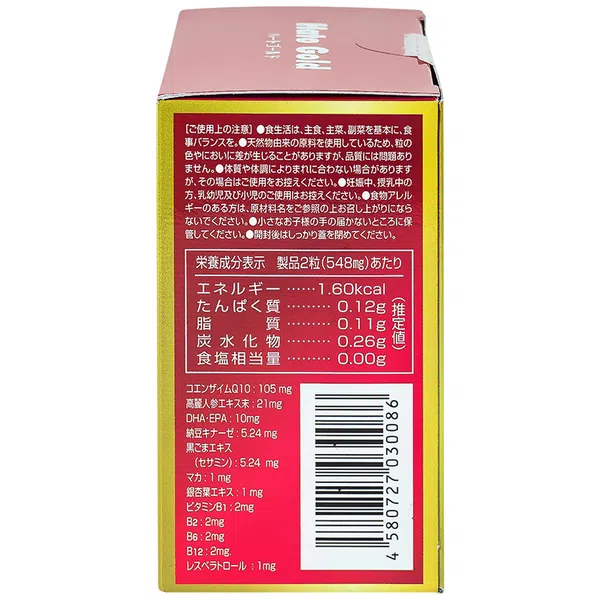 Hato Gold
ハートゴールド
【ご使用上の注意】●食生活は、主食、主菜、副菜を基本に、食
事バランスを。●天然物由来の原料を使用しているため、粒の
色やにおいに差が生じることがありますが、品質には問題あり
ません。●体質や体調によりまれに合わない場合があります
が、その場合はご使用をお控えください。●妊娠中、授乳中の
方、乳幼児及び小児のご使用はお控えください。●食物アレル
ギーのある方は、原材料名をご参照の上お召し上がりになら
ないでください。●小さなお子様の手の届かないところに保
管してください。●開封後はしっかり蓋を閉めてください。
栄養成分表示 製品2粒(548mg)あたり
エネルギー……1.60kcal
たんぱく質………0.12g
脂質………0.11g
炭水化物………0.26g
食塩相当量………0.00g
(推定値)
コエンザイムQ10：105 mg
高麗人参エキス末：21mg
DHA・EPA：10mg
納豆キナーゼ：5.24 mg
黒ごまエキス
(セサミン)：5.24 mg
マカ：1 mg
銀杏葉エキス：1 mg
ビタミンB1：2mg
B2：2mg
B6：2mg
B12：2mg
レスベラトロール：1mg
4 580727 030086